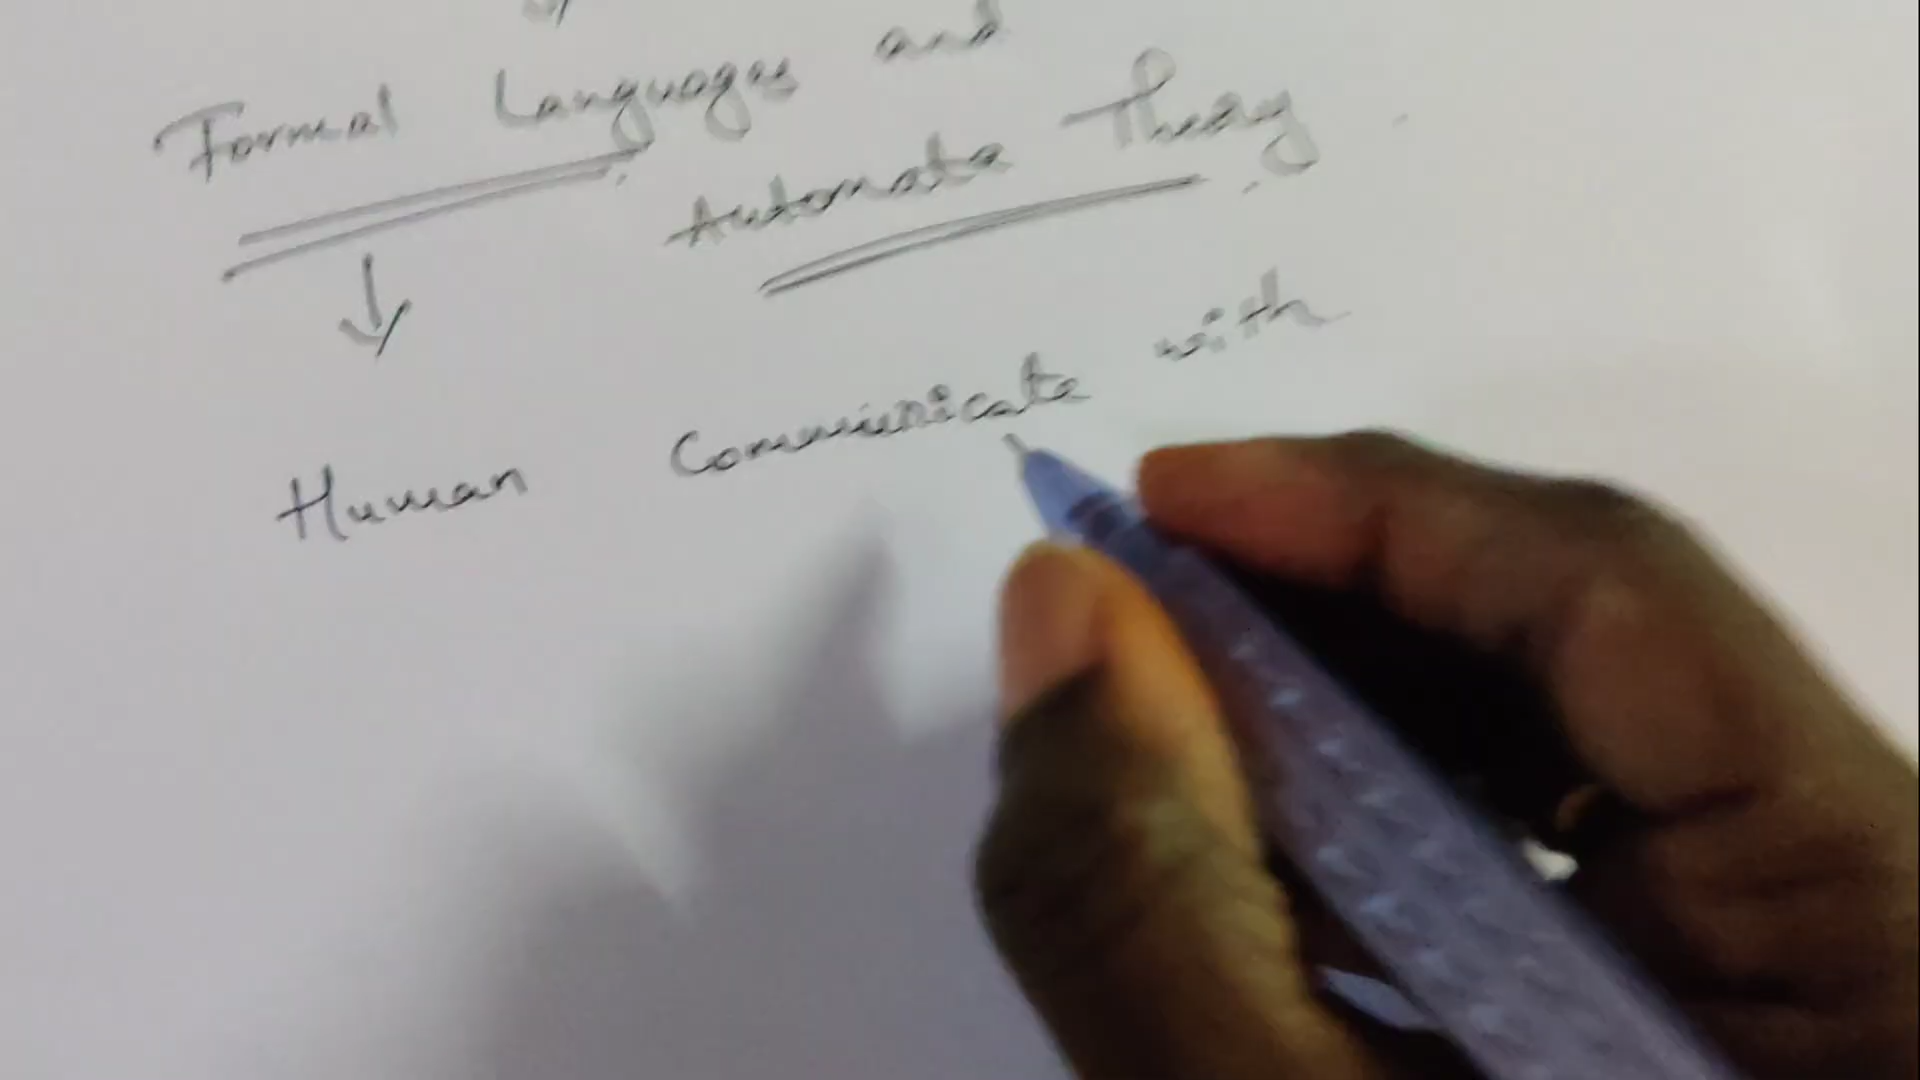 Formal Languages and
Automata Theory.
Human Communicate with